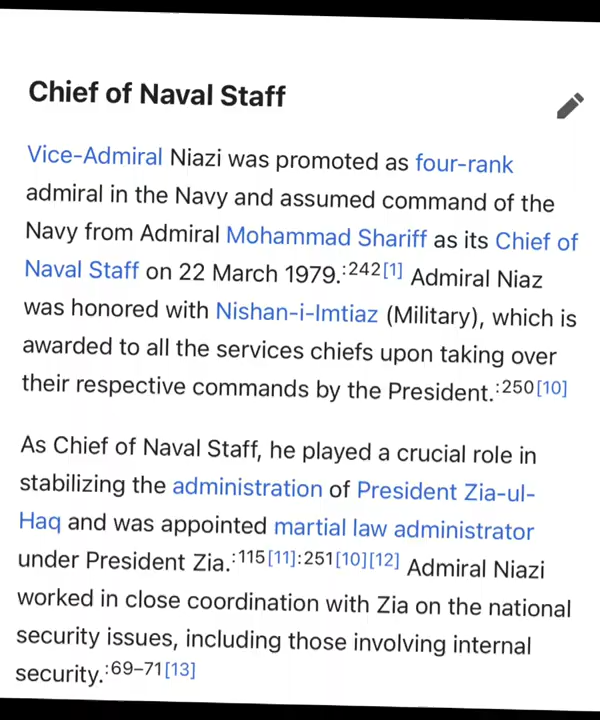 Chief of Naval Staff
Vice-Admiral Niazi was promoted as four-rank
admiral in the Navy and assumed command of the
Navy from Admiral Mohammad Shariff as its Chief of
Naval Staff on 22 March 1979.:242[1] Admiral Niaz
was honored with Nishan-i-Imtiaz (Military), which is
awarded to all the services chiefs upon taking over
their respective commands by the President.:250[10]
As Chief of Naval Staff, he played a crucial role in
stabilizing the administration of President Zia-ul-
Haq and was appointed martial law administrator
under President Zia.:115[11]:251[10][12] Admiral Niazi
worked in close coordination with Zia on the national
security issues, including those involving internal
security.:69–71[13]